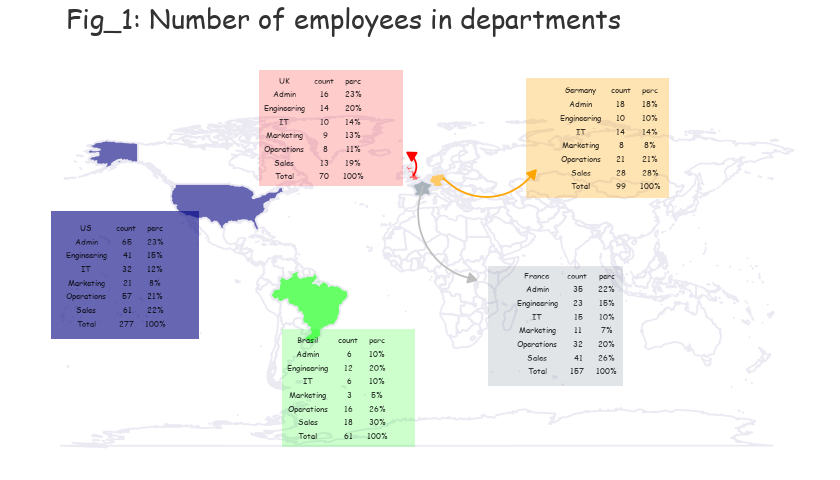 Fig_1: Number of employees in departments
UK count parc
Admin 16 23%
Engineering 14 20%
IT 10 14%
Marketing 9 13%
Operations 8 11%
Sales 13 19%
Total 70 100%
Germany count parc
Admin 18 18%
Engineering 10 10%
IT 14 14%
Marketing 8 8%
Operations 21 21%
Sales 28 28%
Total 99 100%
US count parc
Admin 65 23%
Engineering 41 15%
IT 32 12%
Marketing 21 8%
Operations 57 21%
Sales 61 22%
Total 277 100%
France count parc
Admin 35 22%
Engineering 23 15%
IT 15 10%
Marketing 11 7%
Operations 32 20%
Sales 41 26%
Total 157 100%
Brasil count parc
Admin 6 10%
Engineering 12 20%
IT 6 10%
Marketing 3 5%
Operations 16 26%
Sales 18 30%
Total 61 100%